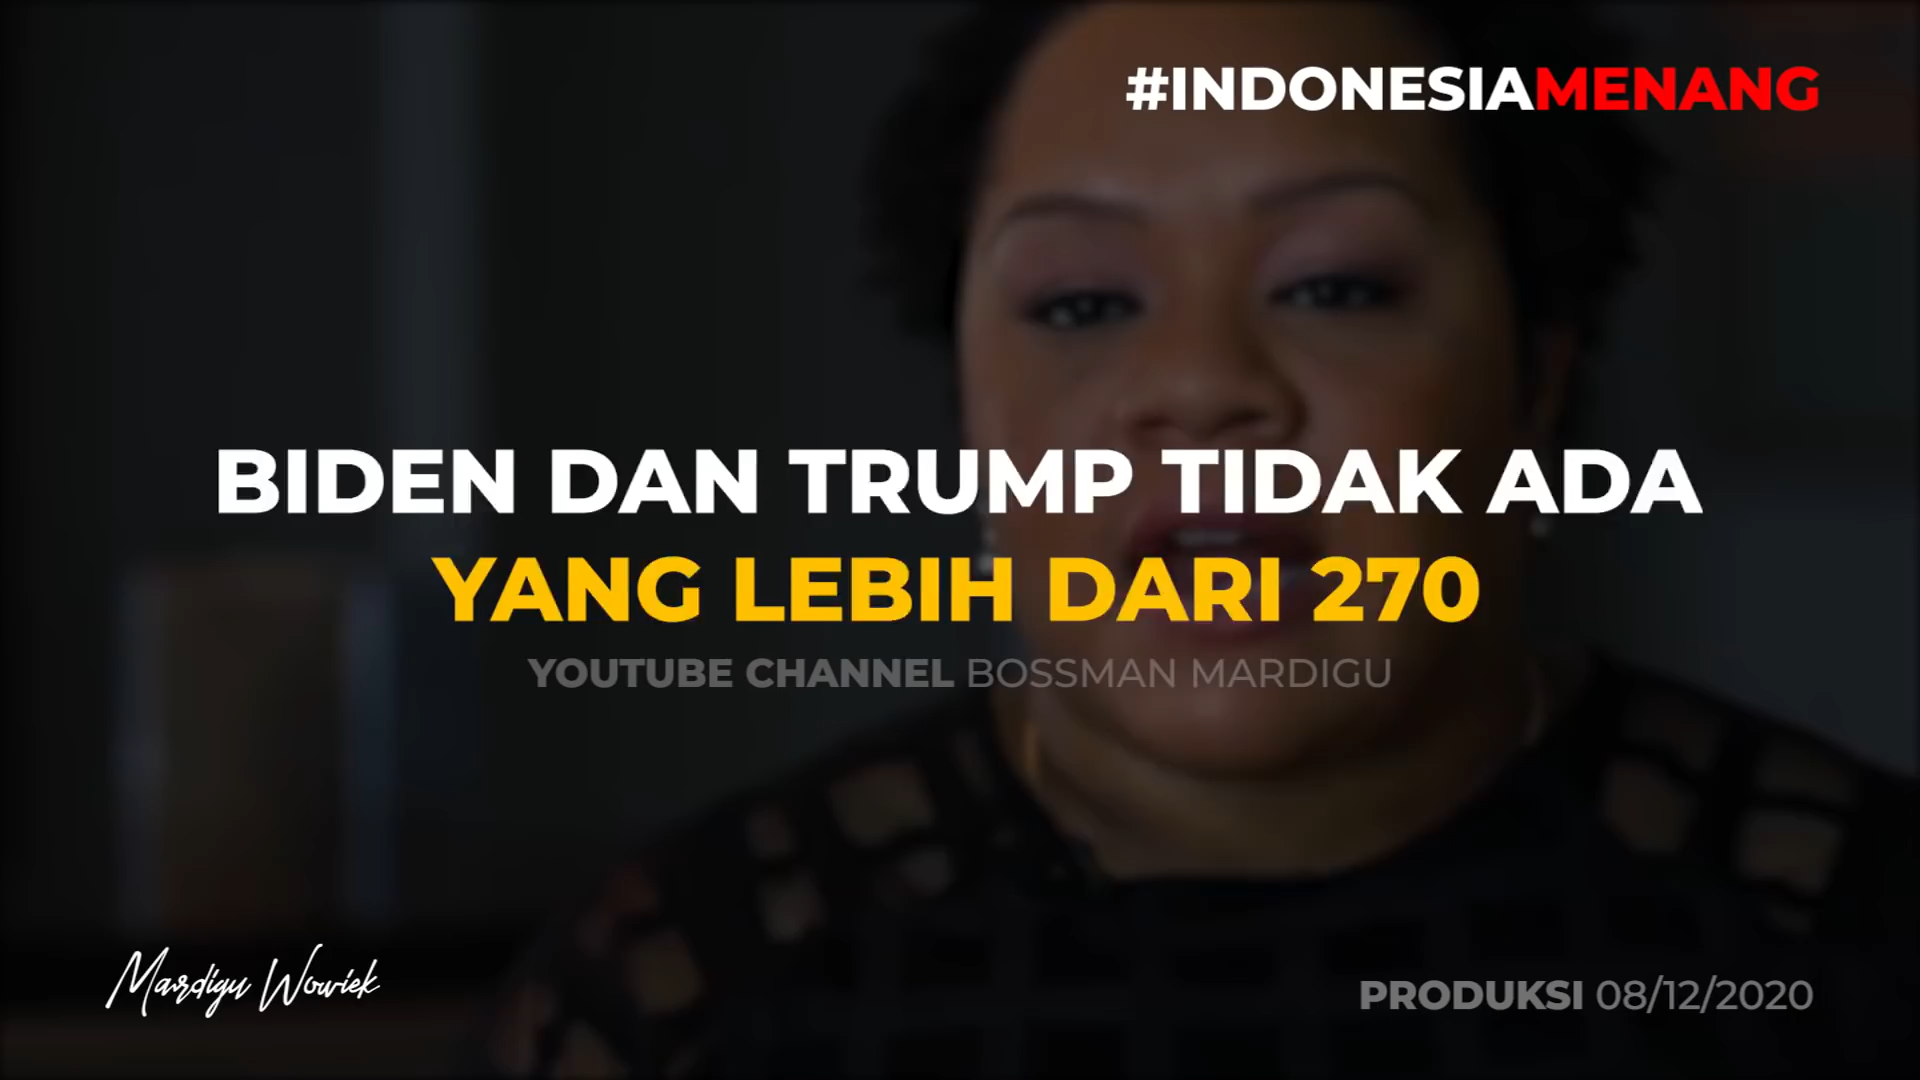 #INDONESIAMENANG
BIDEN DAN TRUMP TIDAK ADA
YANG LEBIH DARI 270
YOUTUBE CHANNEL BOSSMAN MARDIGU
Mardigu Wowiek
PRODUKSI 08/12/2020